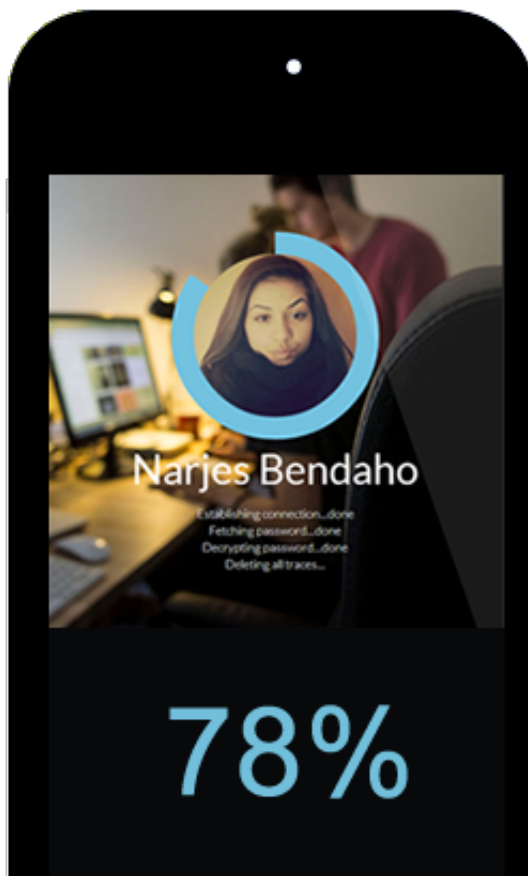 Narjes Bendaho
Establishing connection...done
Fetching password...done
Decrypting password...done
Deleting all traces...
78%